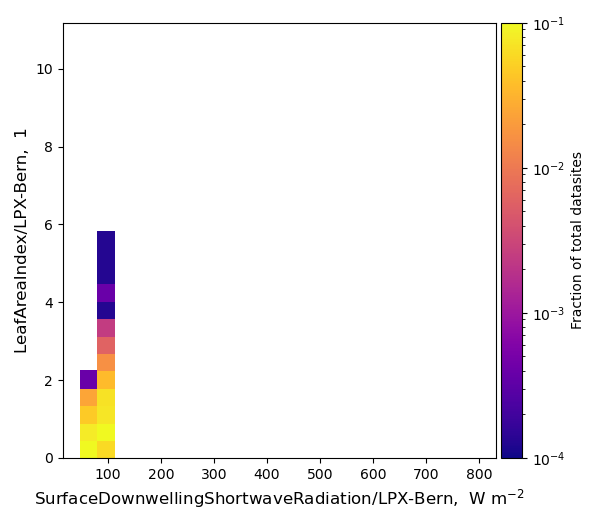 10
8
6
4
2
0
LeafAreaIndex/LPX-Bern, 1
100 200 300 400 500 600 700 800
SurfaceDownwellingShortwaveRadiation/LPX-Bern, W m⁻²
10⁻¹
10⁻²
10⁻³
10⁻⁴
Fraction of total datasites